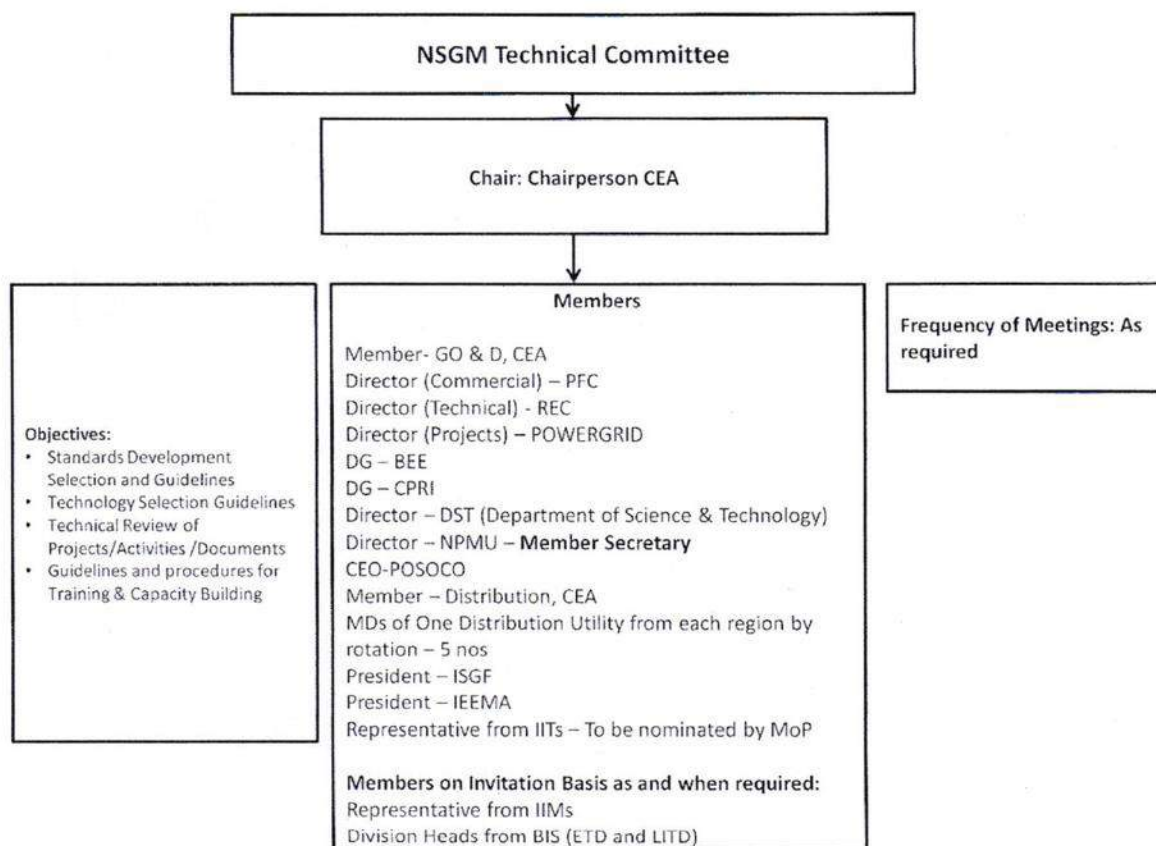 NSGM Technical Committee
Chair: Chairperson CEA
Objectives:
• Standards Development
Selection and Guidelines
• Technology Selection Guidelines
• Technical Review of
Projects/Activities /Documents
• Guidelines and procedures for
Training & Capacity Building
Members
Member- GO & D, CEA
Director (Commercial) – PFC
Director (Technical) - REC
Director (Projects) – POWERGRID
DG – BEE
DG – CPRI
Director – DST (Department of Science & Technology)
Director – NPMU – Member Secretary
CEO-POSOCO
Member – Distribution, CEA
MDs of One Distribution Utility from each region by
rotation – 5 nos
President – ISGF
President – IEEMA
Representative from IITs – To be nominated by MoP
Members on Invitation Basis as and when required:
Representative from IIMs
Division Heads from BIS (ETD and LITD)
Frequency of Meetings: As
required